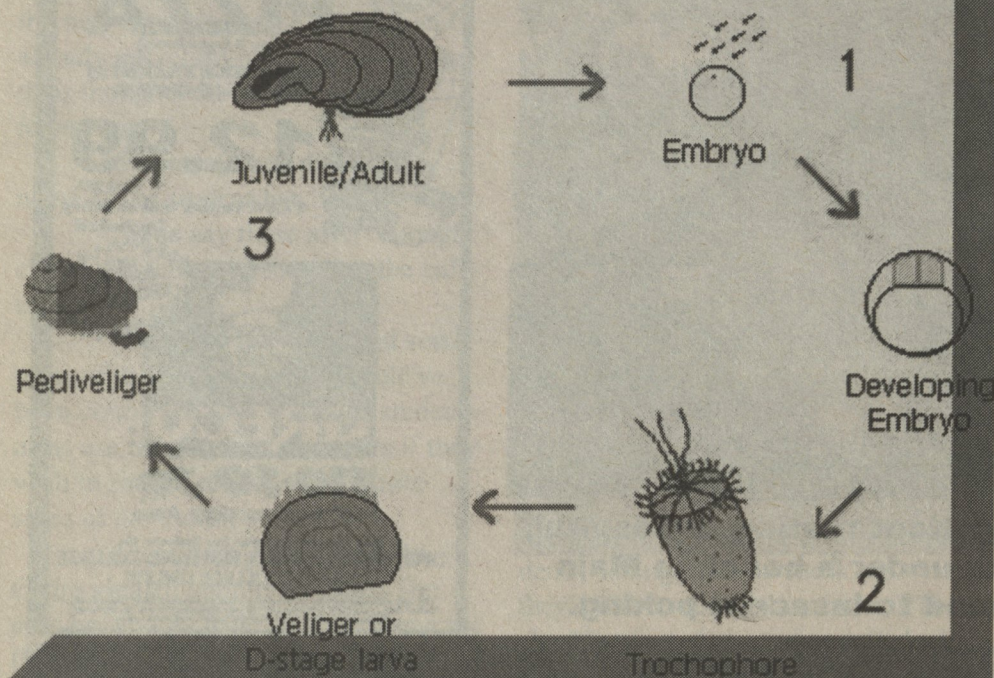 Juvenile/Adult
Embryo
1
Developing
Embryo
2
Trochophore
Veliger or
D-stage larva
Pediveliger
3